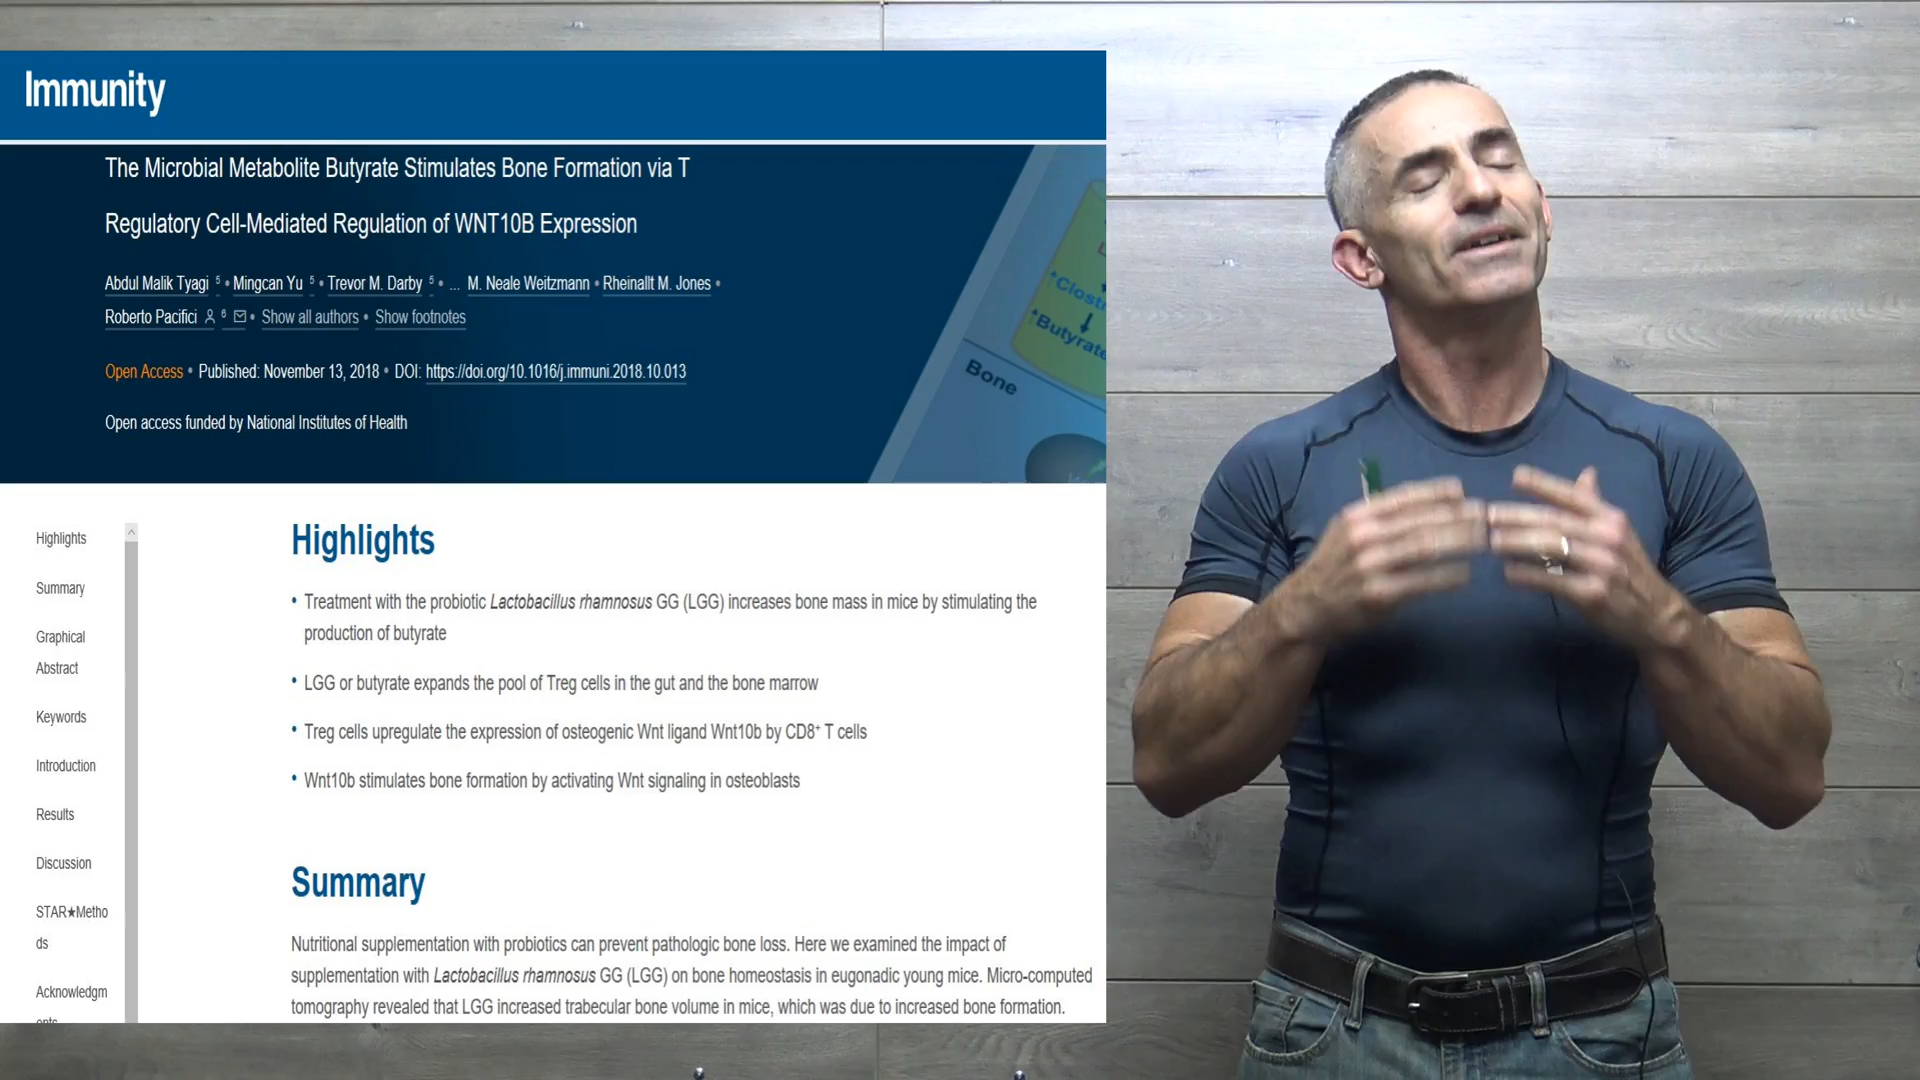 Immunity
The Microbial Metabolite Butyrate Stimulates Bone Formation via T
Regulatory Cell-Mediated Regulation of WNT10B Expression
Abdul Malik Tyagi 5 • Mingcan Yu 5 • Trevor M. Darby 5 • ... M. Neale Weitzmann • Rheinallt M. Jones •
Roberto Pacifici 6 • Show all authors • Show footnotes
Open Access • Published: November 13, 2018 • DOI: https://doi.org/10.1016/j.immuni.2018.10.013
Open access funded by National Institutes of Health
↑Butyrate
Bone
Highlights
Summary
Graphical
Abstract
Keywords
Introduction
Results
Discussion
STAR★Metho
ds
Acknowledgm
ents
Highlights
• Treatment with the probiotic Lactobacillus rhamnosus GG (LGG) increases bone mass in mice by stimulating the
production of butyrate
• LGG or butyrate expands the pool of Treg cells in the gut and the bone marrow
• Treg cells upregulate the expression of osteogenic Wnt ligand Wnt10b by CD8⁺ T cells
• Wnt10b stimulates bone formation by activating Wnt signaling in osteoblasts
Summary
Nutritional supplementation with probiotics can prevent pathologic bone loss. Here we examined the impact of
supplementation with Lactobacillus rhamnosus GG (LGG) on bone homeostasis in eugonadic young mice. Micro-computed
tomography revealed that LGG increased trabecular bone volume in mice, which was due to increased bone formation.